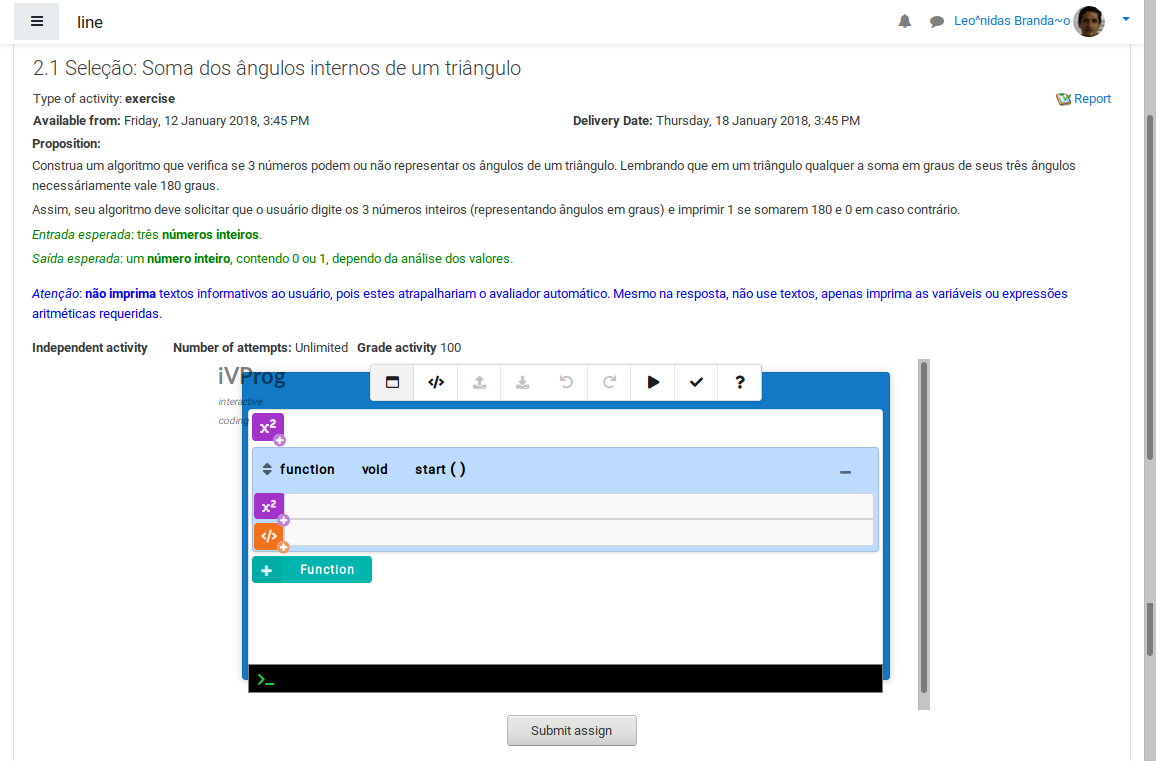 line
Leo^nidas Branda~o
2.1 Seleção: Soma dos ângulos internos de um triângulo
Type of activity: exercise
Report
Available from: Friday, 12 January 2018, 3:45 PM
Delivery Date: Thursday, 18 January 2018, 3:45 PM
Proposition:
Construa um algoritmo que verifica se 3 números podem ou não representar os ângulos de um triângulo. Lembrando que em um triângulo qualquer a soma em graus de seus três ângulos
necessáriamente vale 180 graus.
Assim, seu algoritmo deve solicitar que o usuário digite os 3 números inteiros (representando ângulos em graus) e imprimir 1 se somarem 180 e 0 em caso contrário.
Entrada esperada: três números inteiros.
Saída esperada: um número inteiro, contendo 0 ou 1, dependo da análise dos valores.
Atenção: não imprima textos informativos ao usuário, pois estes atrapalhariam o avaliador automático. Mesmo na resposta, não use textos, apenas imprima as variáveis ou expressões
aritméticas requeridas.
Independent activity Number of attempts: Unlimited Grade activity 100
iVProg
interactive
coding
</> ?
x²
function void start ( )
x²
</>
+ Function
>_
Submit assign